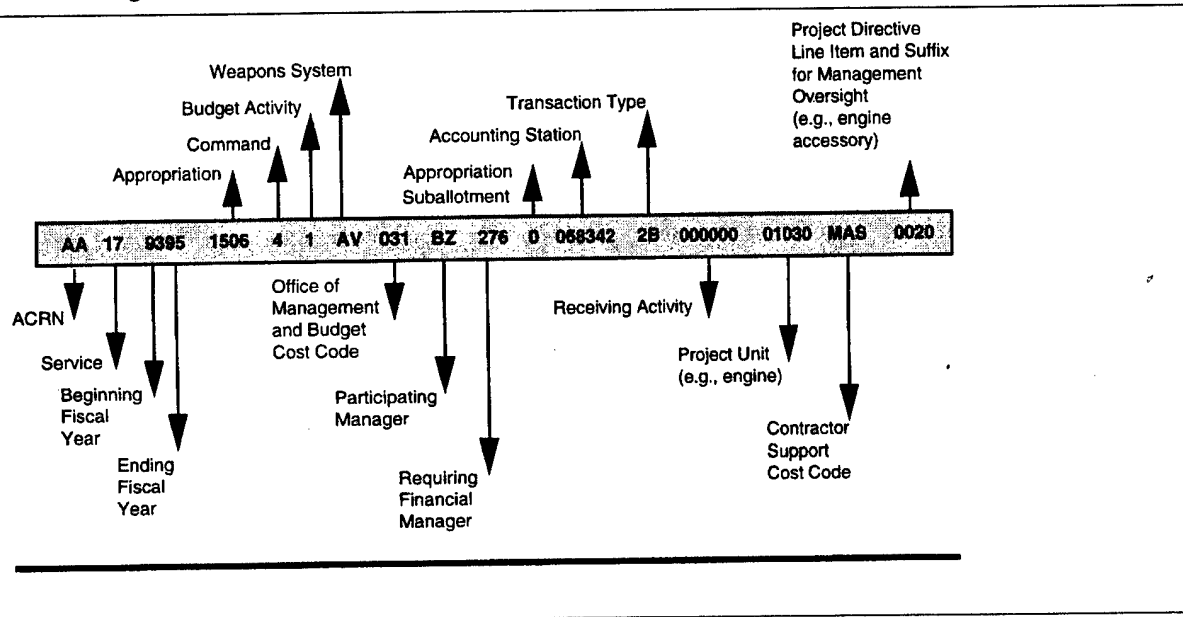 Project Directive
Line Item and Suffix
for Management
Oversight
(e.g., engine
accessory)
Weapons System
Transaction Type
Budget Activity
Accounting Station
Command
Appropriation
Suballotment
Appropriation
AA 17 9395 1506 4 1 AV 031 BZ 276 0 068342 2B 000000 01030 MAS 0020
ACRN
Service
Beginning
Fiscal
Year
Ending
Fiscal
Year
Office of
Management
and Budget
Cost Code
Participating
Manager
Requiring
Financial
Manager
Receiving Activity
Project Unit
(e.g., engine)
Contractor
Support
Cost Code